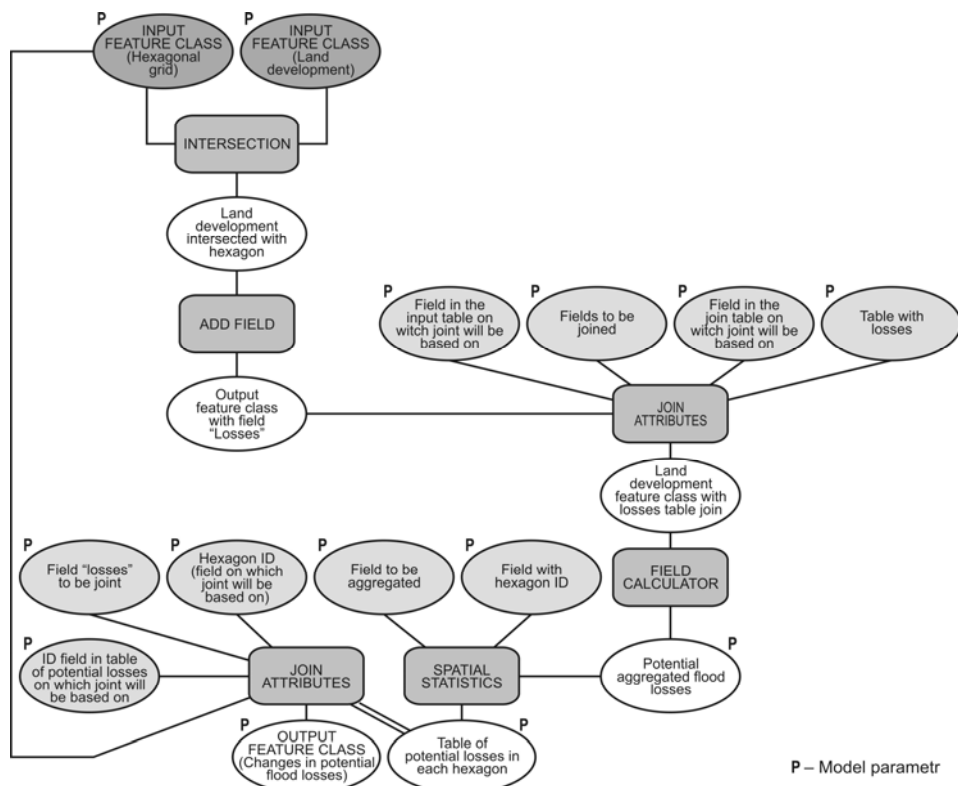 P
INPUT
FEATURE CLASS
(Hexagonal
grid)
P
INPUT
FEATURE CLASS
(Land
development)
INTERSECTION
Land
development
intersected with
hexagon
ADD FIELD
Output
feature class
with field
“Losses”
P
Field in the
input table on
witch joint will be
based on
P
Fields to be
joined
P
Field in the
join table on
witch joint will be
based on
P
Table with
losses
JOIN
ATTRIBUTES
Land
development
feature class with
losses table join
FIELD
CALCULATOR
P
Potential
aggregated flood
losses
P
Field “losses”
to be joint
P
Hexagon ID
(field on which
joint will be
based on)
P
Field to be
aggregated
P
Field with
hexagon ID
P
ID field in table
of potential losses
on which joint will
be based on
JOIN
ATTRIBUTES
SPATIAL
STATISTICS
P
OUTPUT
FEATURE CLASS
(Changes in potential
flood losses)
P
Table of
potential losses in
each hexagon
P – Model parametr